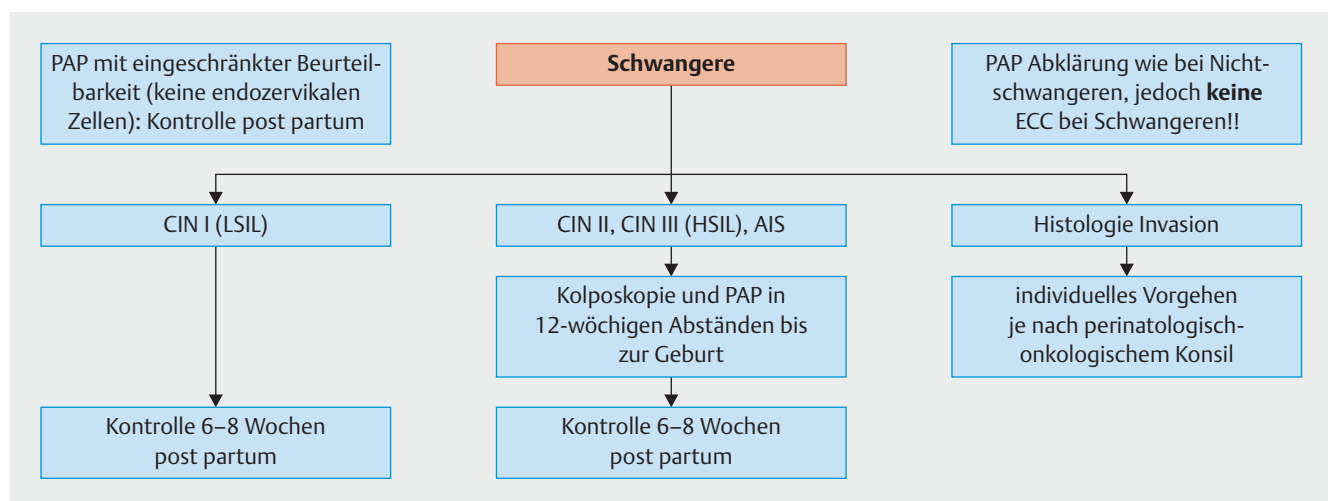 PAP mit eingeschränkter Beurteil-
barkeit (keine endozervikalen
Zellen): Kontrolle post partum
Schwangere
PAP Abklärung wie bei Nicht-
schwangeren, jedoch keine
ECC bei Schwangeren!!
CIN I (LSIL)
CIN II, CIN III (HSIL), AIS
Histologie Invasion
Kolposkopie und PAP in
12-wöchigen Abständen bis
zur Geburt
individuelles Vorgehen
je nach perinatologisch-
onkologischem Konsil
Kontrolle 6–8 Wochen
post partum
Kontrolle 6–8 Wochen
post partum